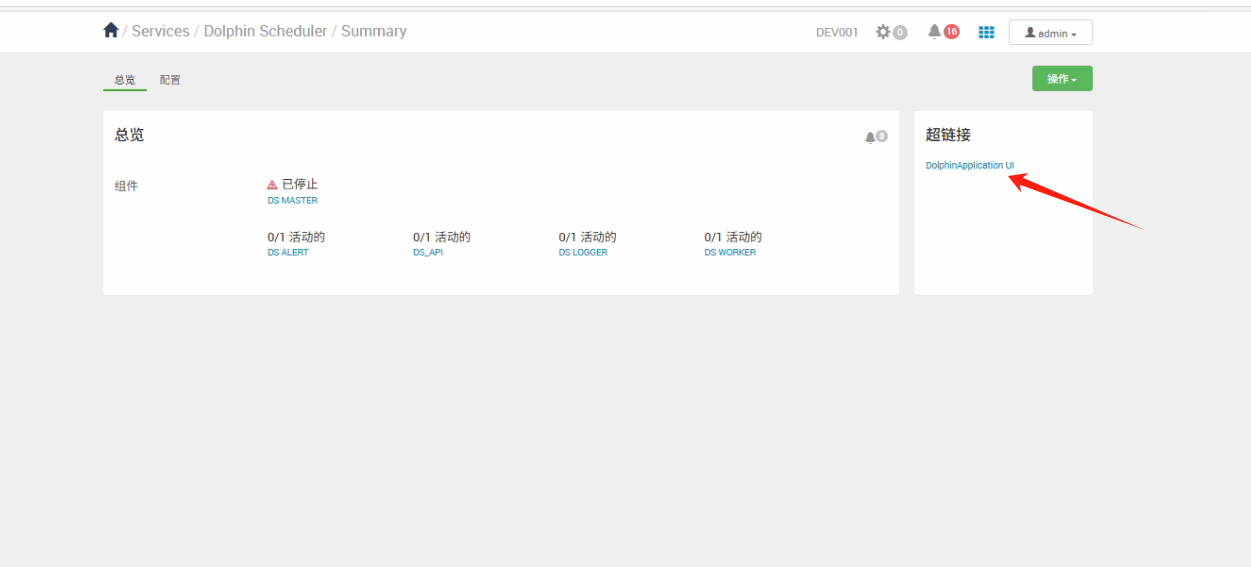 / Services / Dolphin Scheduler / Summary
DEV001
0
16
admin
总览
配置
操作
总览
0
超链接
DolphinApplication UI
组件
已停止
DS MASTER
0/1 活动的
0/1 活动的
0/1 活动的
0/1 活动的
DS ALERT
DS_API
DS LOGGER
DS WORKER